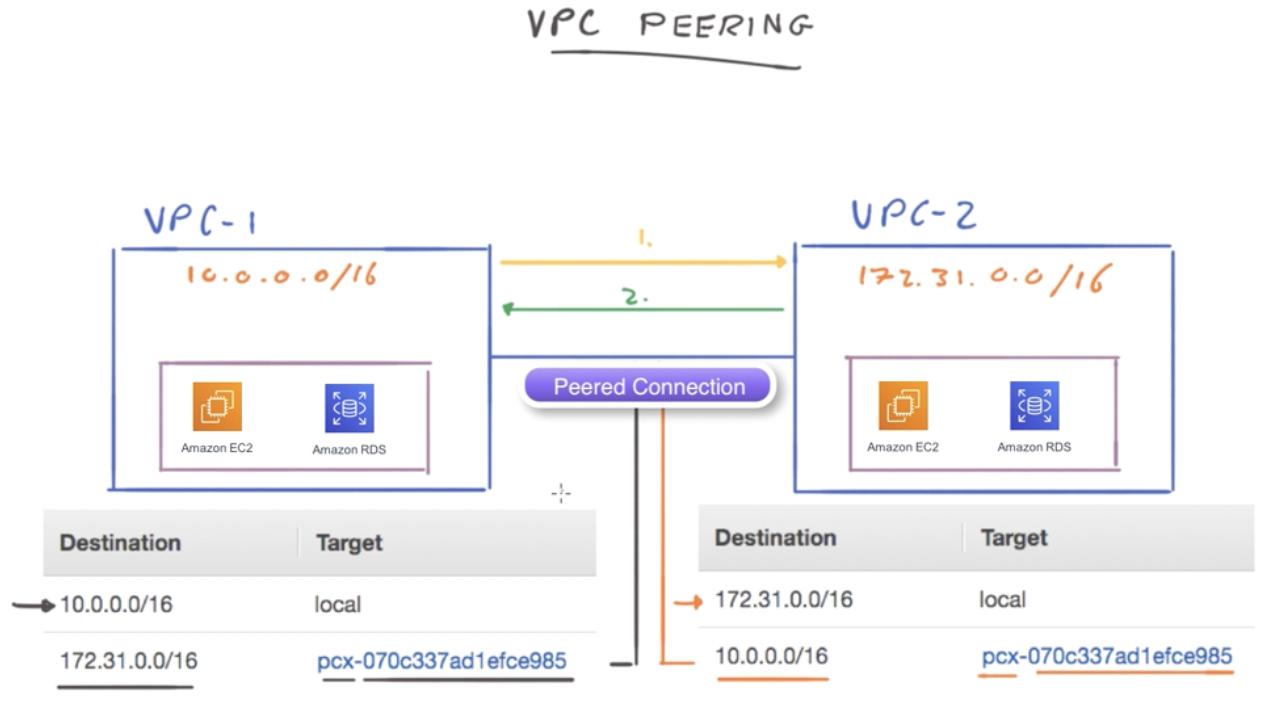 VPC PEERING
VPC-1
VPC-2
10.0.0.0/16
1.
172.31.0.0/16
2.
Peered Connection
Amazon EC2
Amazon RDS
Amazon EC2
Amazon RDS
Destination Target
10.0.0.0/16 local
172.31.0.0/16 pcx-070c337ad1efce985
Destination Target
172.31.0.0/16 local
10.0.0.0/16 pcx-070c337ad1efce985